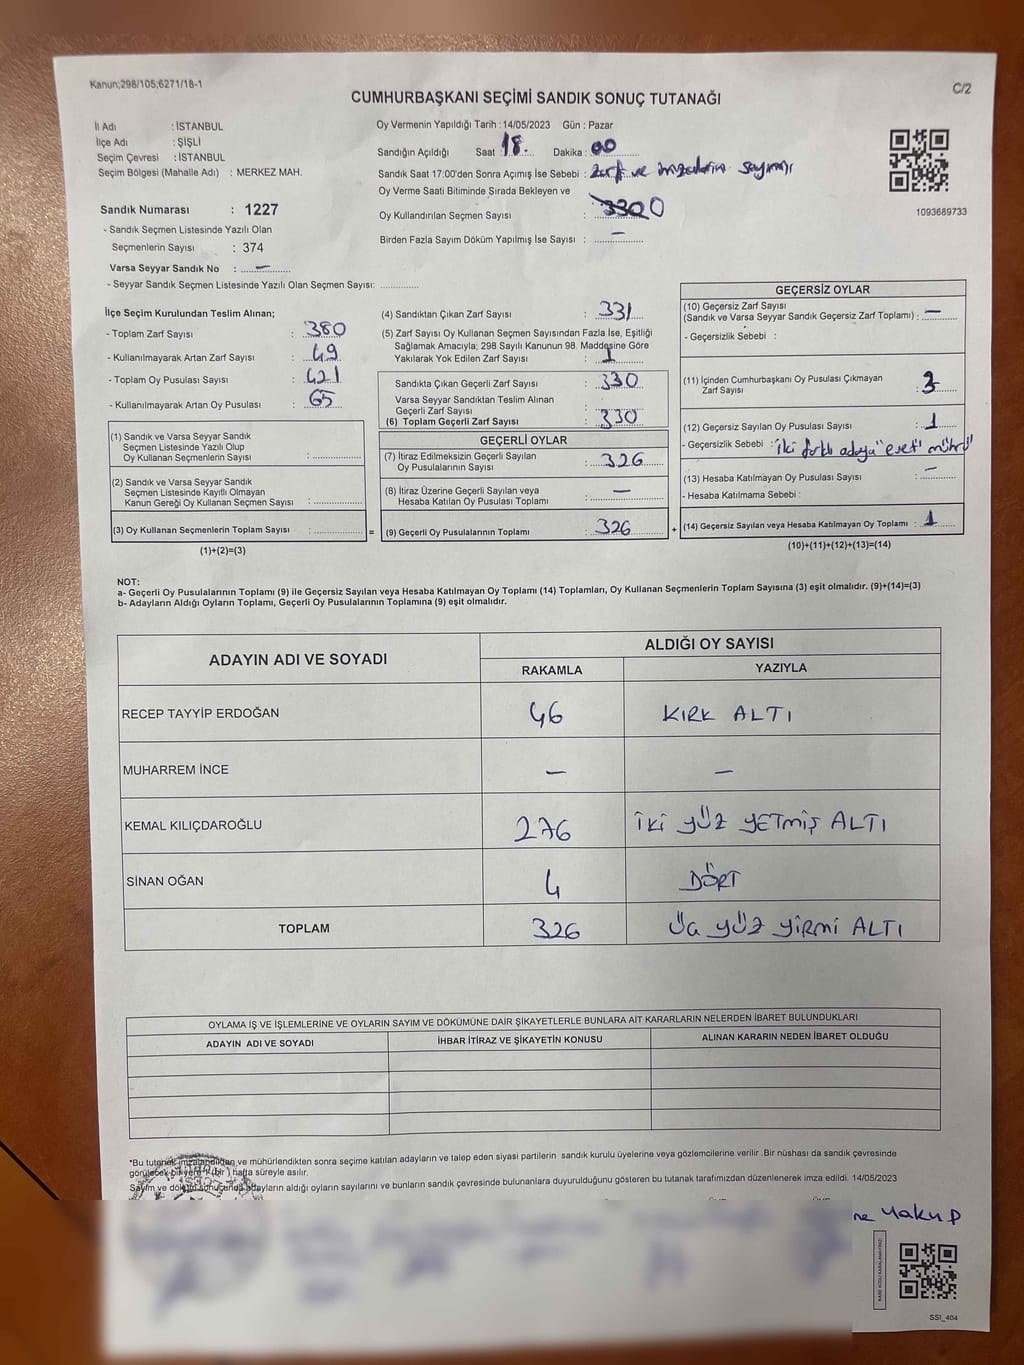 Kanun;298/105;6271/18-1
C/2
CUMHURBAŞKANI SEÇİMİ SANDIK SONUÇ TUTANAĞI
İl Adı : İSTANBUL
İlçe Adı : ŞİŞLİ
Seçim Çevresi : İSTANBUL
Seçim Bölgesi (Mahalle Adı) : MERKEZ MAH.
Sandık Numarası : 1227
- Sandık Seçmen Listesinde Yazılı Olan
Seçmenlerin Sayısı : 374
Varsa Seyyar Sandık No : —
- Seyyar Sandık Seçmen Listesinde Yazılı Olan Seçmen Sayısı: ..............
Oy Vermenin Yapıldığı Tarih : 14/05/2023 Gün : Pazar
Sandığın Açıldığı Saat 18. Dakika : 00
Sandık Saat 17:00'den Sonra Açımış İse Sebebi : Zarf ve imzaların sayımı
Oy Verme Saati Bitiminde Sırada Bekleyen ve
Oy Kullandırılan Seçmen Sayısı : 0
Birden Fazla Sayım Döküm Yapılmış İse Sayısı : —
1093689733
İlçe Seçim Kurulundan Teslim Alınan;
- Toplam Zarf Sayısı : 380
- Kullanılmayarak Artan Zarf Sayısı : 49
- Toplam Oy Pusulası Sayısı : 421
- Kullanılmayarak Artan Oy Pusulası : 65
(1) Sandık ve Varsa Seyyar Sandık
Seçmen Listesinde Yazılı Olup
Oy Kullanan Seçmenlerin Sayısı : ..............
(2) Sandık ve Varsa Seyyar Sandık
Seçmen Listesinde Kayıtlı Olmayan
Kanun Gereği Oy Kullanan Seçmen Sayısı : ..............
(3) Oy Kullanan Seçmenlerin Toplam Sayısı : .............. =
(1)+(2)=(3)
(4) Sandıktan Çıkan Zarf Sayısı : 331
(5) Zarf Sayısı Oy Kullanan Seçmen Sayısından Fazla İse, Eşitliği
Sağlamak Amacıyla; 298 Sayılı Kanunun 98. Maddesine Göre
Yakılarak Yok Edilen Zarf Sayısı : 1
Sandıkta Çıkan Geçerli Zarf Sayısı : 330
Varsa Seyyar Sandıktan Teslim Alınan
Geçerli Zarf Sayısı :
(6) Toplam Geçerli Zarf Sayısı : 330
GEÇERLİ OYLAR
(7) İtiraz Edilmeksizin Geçerli Sayılan
Oy Pusulalarının Sayısı : 326
(8) İtiraz Üzerine Geçerli Sayılan veya
Hesaba Katılan Oy Pusulası Toplamı : —
(9) Geçerli Oy Pusulalarının Toplamı : 326 +
GEÇERSİZ OYLAR
(10) Geçersiz Zarf Sayısı
(Sandık ve Varsa Seyyar Sandık Geçersiz Zarf Toplamı) : —
- Geçersizlik Sebebi :
(11) İçinden Cumhurbaşkanı Oy Pusulası Çıkmayan
Zarf Sayısı : 3
(12) Geçersiz Sayılan Oy Pusulası Sayısı : 1
- Geçersizlik Sebebi : iki farklı adaya "evet" mührü
(13) Hesaba Katılmayan Oy Pusulası Sayısı : —
- Hesaba Katılmama Sebebi :
(14) Geçersiz Sayılan veya Hesaba Katılmayan Oy Toplamı : 1
(10)+(11)+(12)+(13)=(14)
NOT:
a- Geçerli Oy Pusulalarının Toplamı (9) ile Geçersiz Sayılan veya Hesaba Katılmayan Oy Toplamı (14) Toplamları, Oy Kullanan Seçmenlerin Toplam Sayısına (3) eşit olmalıdır. (9)+(14)=(3)
b- Adayların Aldığı Oyların Toplamı, Geçerli Oy Pusulalarının Toplamına (9) eşit olmalıdır.
ADAYIN ADI VE SOYADI
ALDIĞI OY SAYISI
RAKAMLA YAZIYLA
RECEP TAYYİP ERDOĞAN 46 KIRK ALTI
MUHARREM İNCE — —
KEMAL KILIÇDAROĞLU 276 İKİ YÜZ YETMİŞ ALTI
SİNAN OĞAN 4 DÖRT
TOPLAM 326 ÜÇ YÜZ YİRMİ ALTI
OYLAMA İŞ VE İŞLEMLERİNE VE OYLARIN SAYIM VE DÖKÜMÜNE DAİR ŞİKAYETLERLE BUNLARA AİT KARARLARIN NELERDEN İBARET BULUNDUKLARI
ADAYIN ADI VE SOYADI İHBAR İTİRAZ VE ŞİKAYETİN KONUSU ALINAN KARARIN NEDEN İBARET OLDUĞU
*Bu tutanak imzalandıktan ve mühürlendikten sonra seçime katılan adayların ve talep eden siyasi partilerin sandık kurulu üyelerine veya gözlemcilerine verilir .Bir nüshası da sandık çevresinde
görülecek bir yere 1 (bir ) hafta süreyle asılır.
Sayım ve döküm sonucunda adayların aldığı oyların sayılarını ve bunların sandık çevresinde bulunanlara duyurulduğunu gösteren bu tutanak tarafımızdan düzenlenerek imza edildi. 14/05/2023
ne Yakup
SSI_404